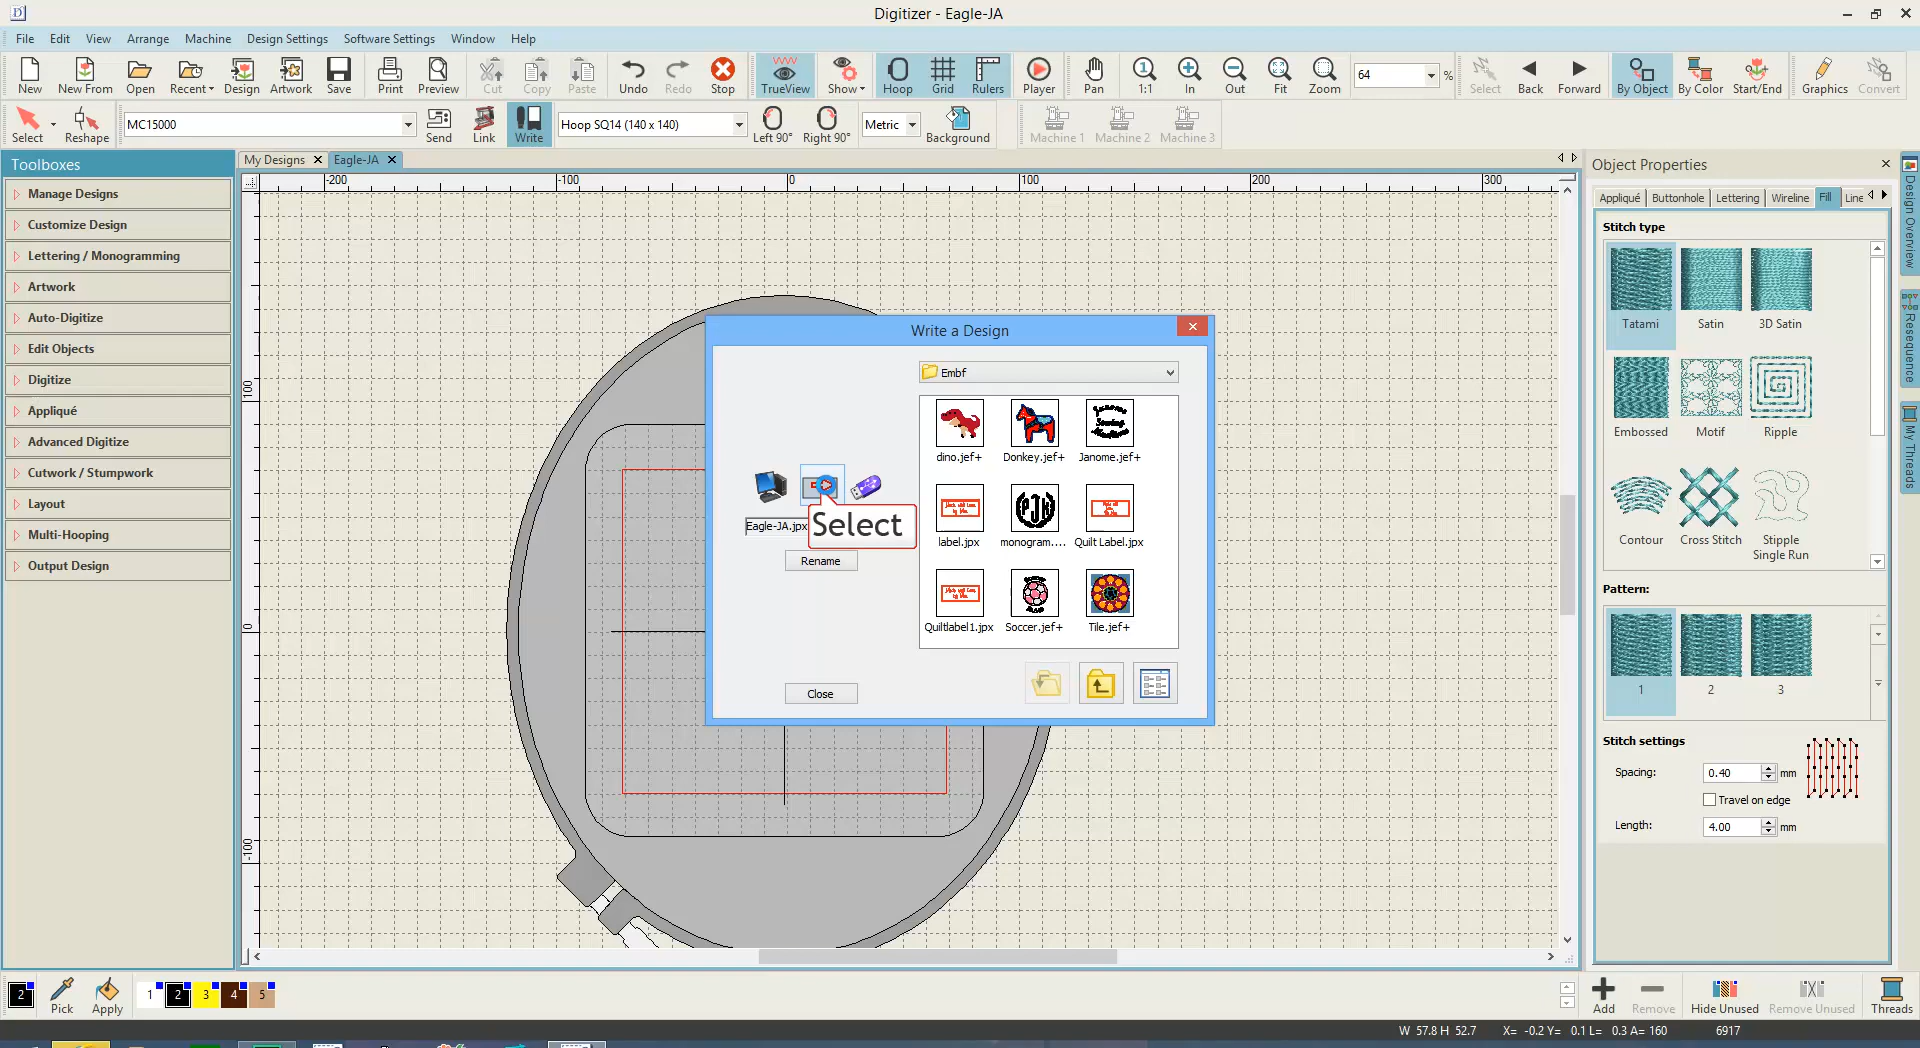 Digitizer - Eagle-JA
File Edit View Arrange Machine Design Settings Software Settings Window Help
New New From Open Recent Design Artwork Save Print Preview Cut Copy Paste Undo Redo Stop TrueView Show Hoop Grid Rulers Player Pan 1:1 In Out Fit Zoom 64 % Select Back Forward By Object By Color Start/End Graphics Convert
Select Reshape MC15000 Send Link Write Hoop SQ14 (140 x 140) Left 90° Right 90° Metric Background Machine 1 Machine 2 Machine 3
Toolboxes
Manage Designs
Customize Design
Lettering / Monogramming
Artwork
Auto-Digitize
Edit Objects
Digitize
Appliqué
Advanced Digitize
Cutwork / Stumpwork
Layout
Multi-Hooping
Output Design
My Designs Eagle-JA
-200 -100 0 100 200 300
100
0
-100
Write a Design
Embf
dino.jef+ Donkey.jef+ Janome.jef+
label.jpx monogram.... Quilt Label.jpx
Quiltlabel1.jpx Soccer.jef+ Tile.jef+
Eagle-JA.jpx
Select
Rename
Close
Object Properties
Appliqué Buttonhole Lettering Wireline Fill Line
Stitch type
Tatami Satin 3D Satin
Embossed Motif Ripple
Contour Cross Stitch Stipple
Single Run
Pattern:
1 2 3
Stitch settings
Spacing: 0.40 mm
Travel on edge
Length: 4.00 mm
Design Overview
Resequence
My Threads
2 Pick Apply 1 2 3 4 5
Add Remove Hide Unused Remove Unused Threads
W 57.8 H 52.7 X= -0.2 Y= 0.1 L= 0.3 A= 160 6917